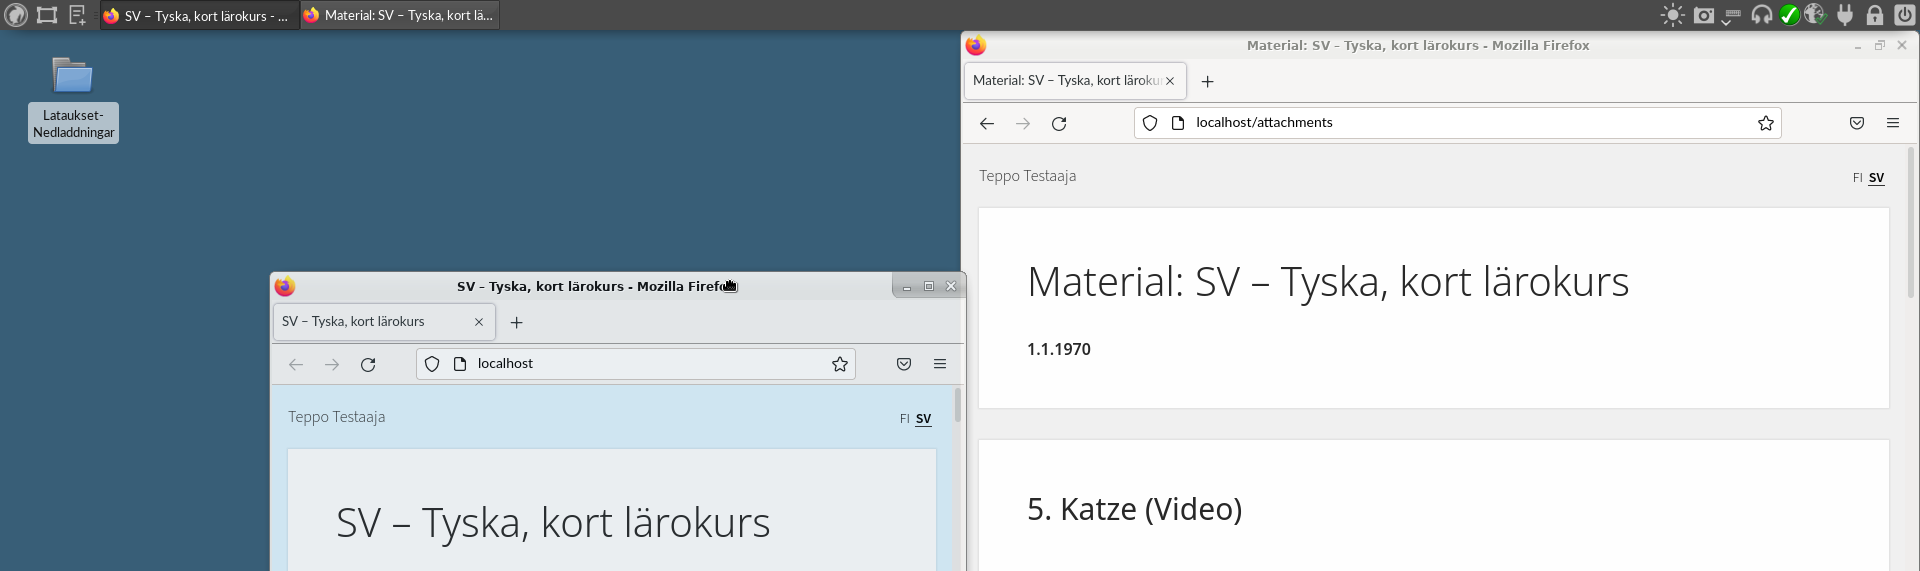 SV – Tyska, kort lärokurs - ...
Material: SV – Tyska, kort lä...
Lataukset-
Nedladdningar
Material: SV – Tyska, kort lärokurs - Mozilla Firefox
Material: SV – Tyska, kort läroku
localhost/attachments
Teppo Testaaja
FI SV
Material: SV – Tyska, kort lärokurs
1.1.1970
5. Katze (Video)
SV – Tyska, kort lärokurs - Mozilla
SV – Tyska, kort lärokurs
localhost
Teppo Testaaja
FI SV
SV – Tyska, kort lärokurs